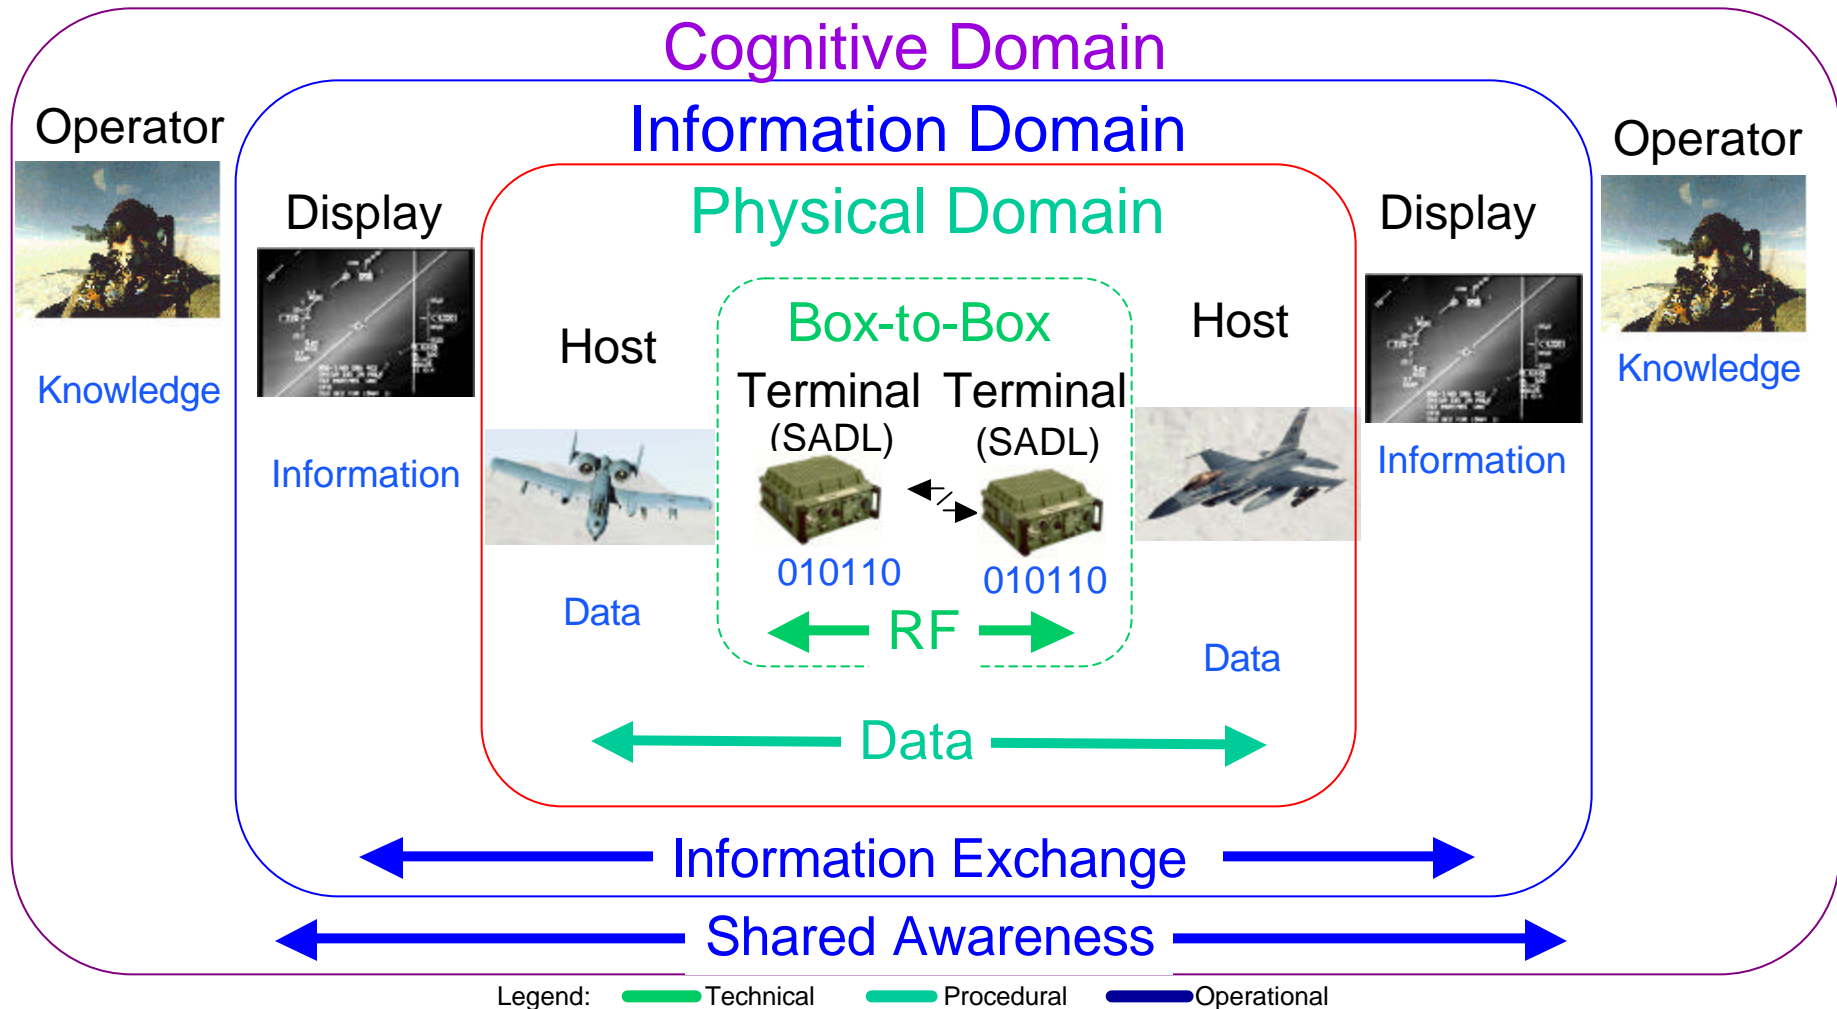 Cognitive Domain
Information Domain
Operator
Operator
Physical Domain
Display
Display
Box-to-Box
Host
Host
Knowledge
Knowledge
Terminal
(SADL)
Terminal
(SADL)
Information
Information
010110
010110
Data
RF
Data
Data
Information Exchange
Shared Awareness
Legend:
Technical
Procedural
Operational